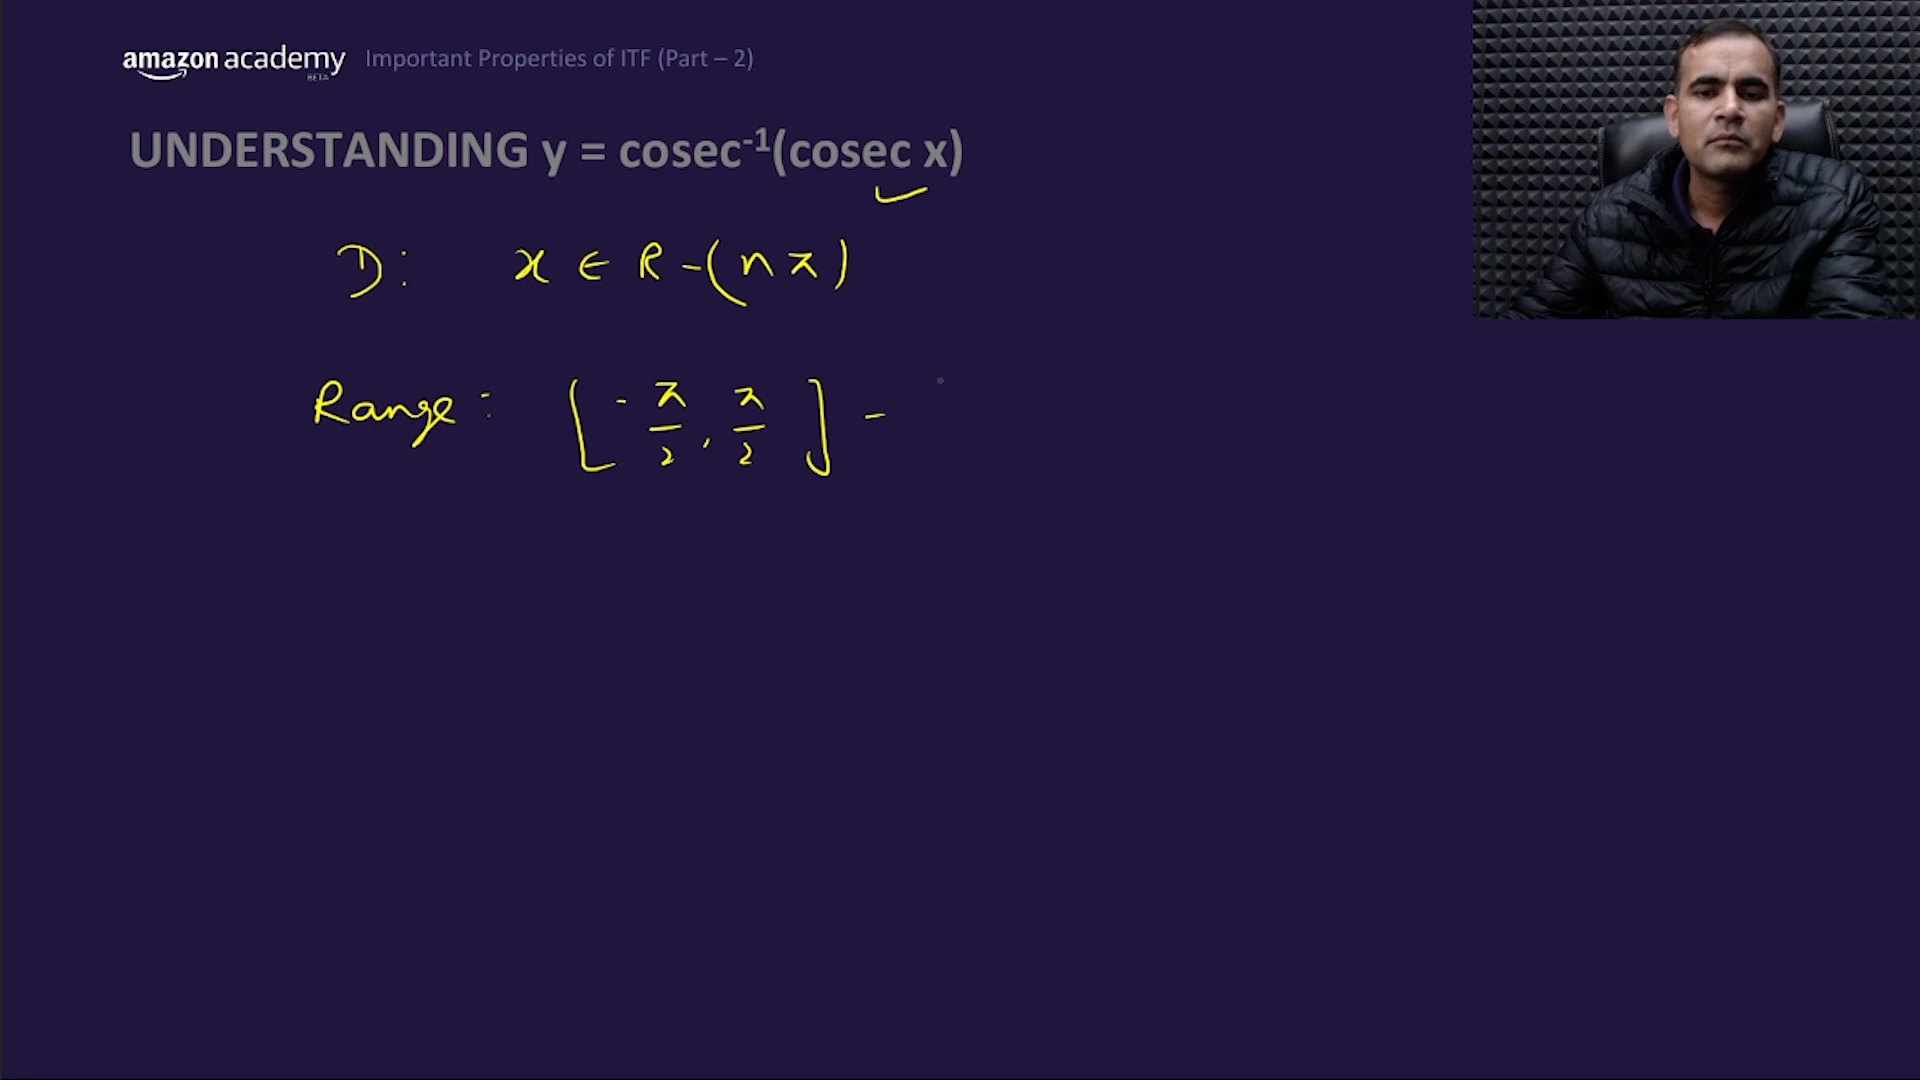 amazon academy Important Properties of ITF (Part – 2)
BETA
UNDERSTANDING y = cosec⁻¹(cosec x)
D: x ∈ R - (nπ)
Range: [-π/2, π/2] -